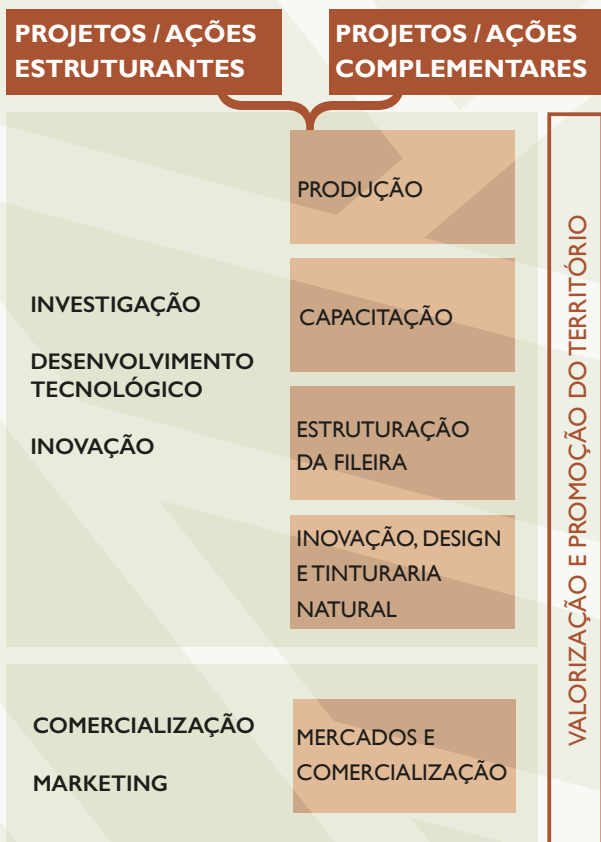 PROJETOS / AÇÕES
ESTRUTURANTES
PROJETOS / AÇÕES
COMPLEMENTARES
INVESTIGAÇÃO
DESENVOLVIMENTO
TECNOLÓGICO
INOVAÇÃO
PRODUÇÃO
CAPACITAÇÃO
ESTRUTURAÇÃO
DA FILEIRA
INOVAÇÃO, DESIGN
E TINTURARIA
NATURAL
COMERCIALIZAÇÃO
MARKETING
MERCADOS E
COMERCIALIZAÇÃO
VALORIZAÇÃO E PROMOÇÃO DO TERRITÓRIO